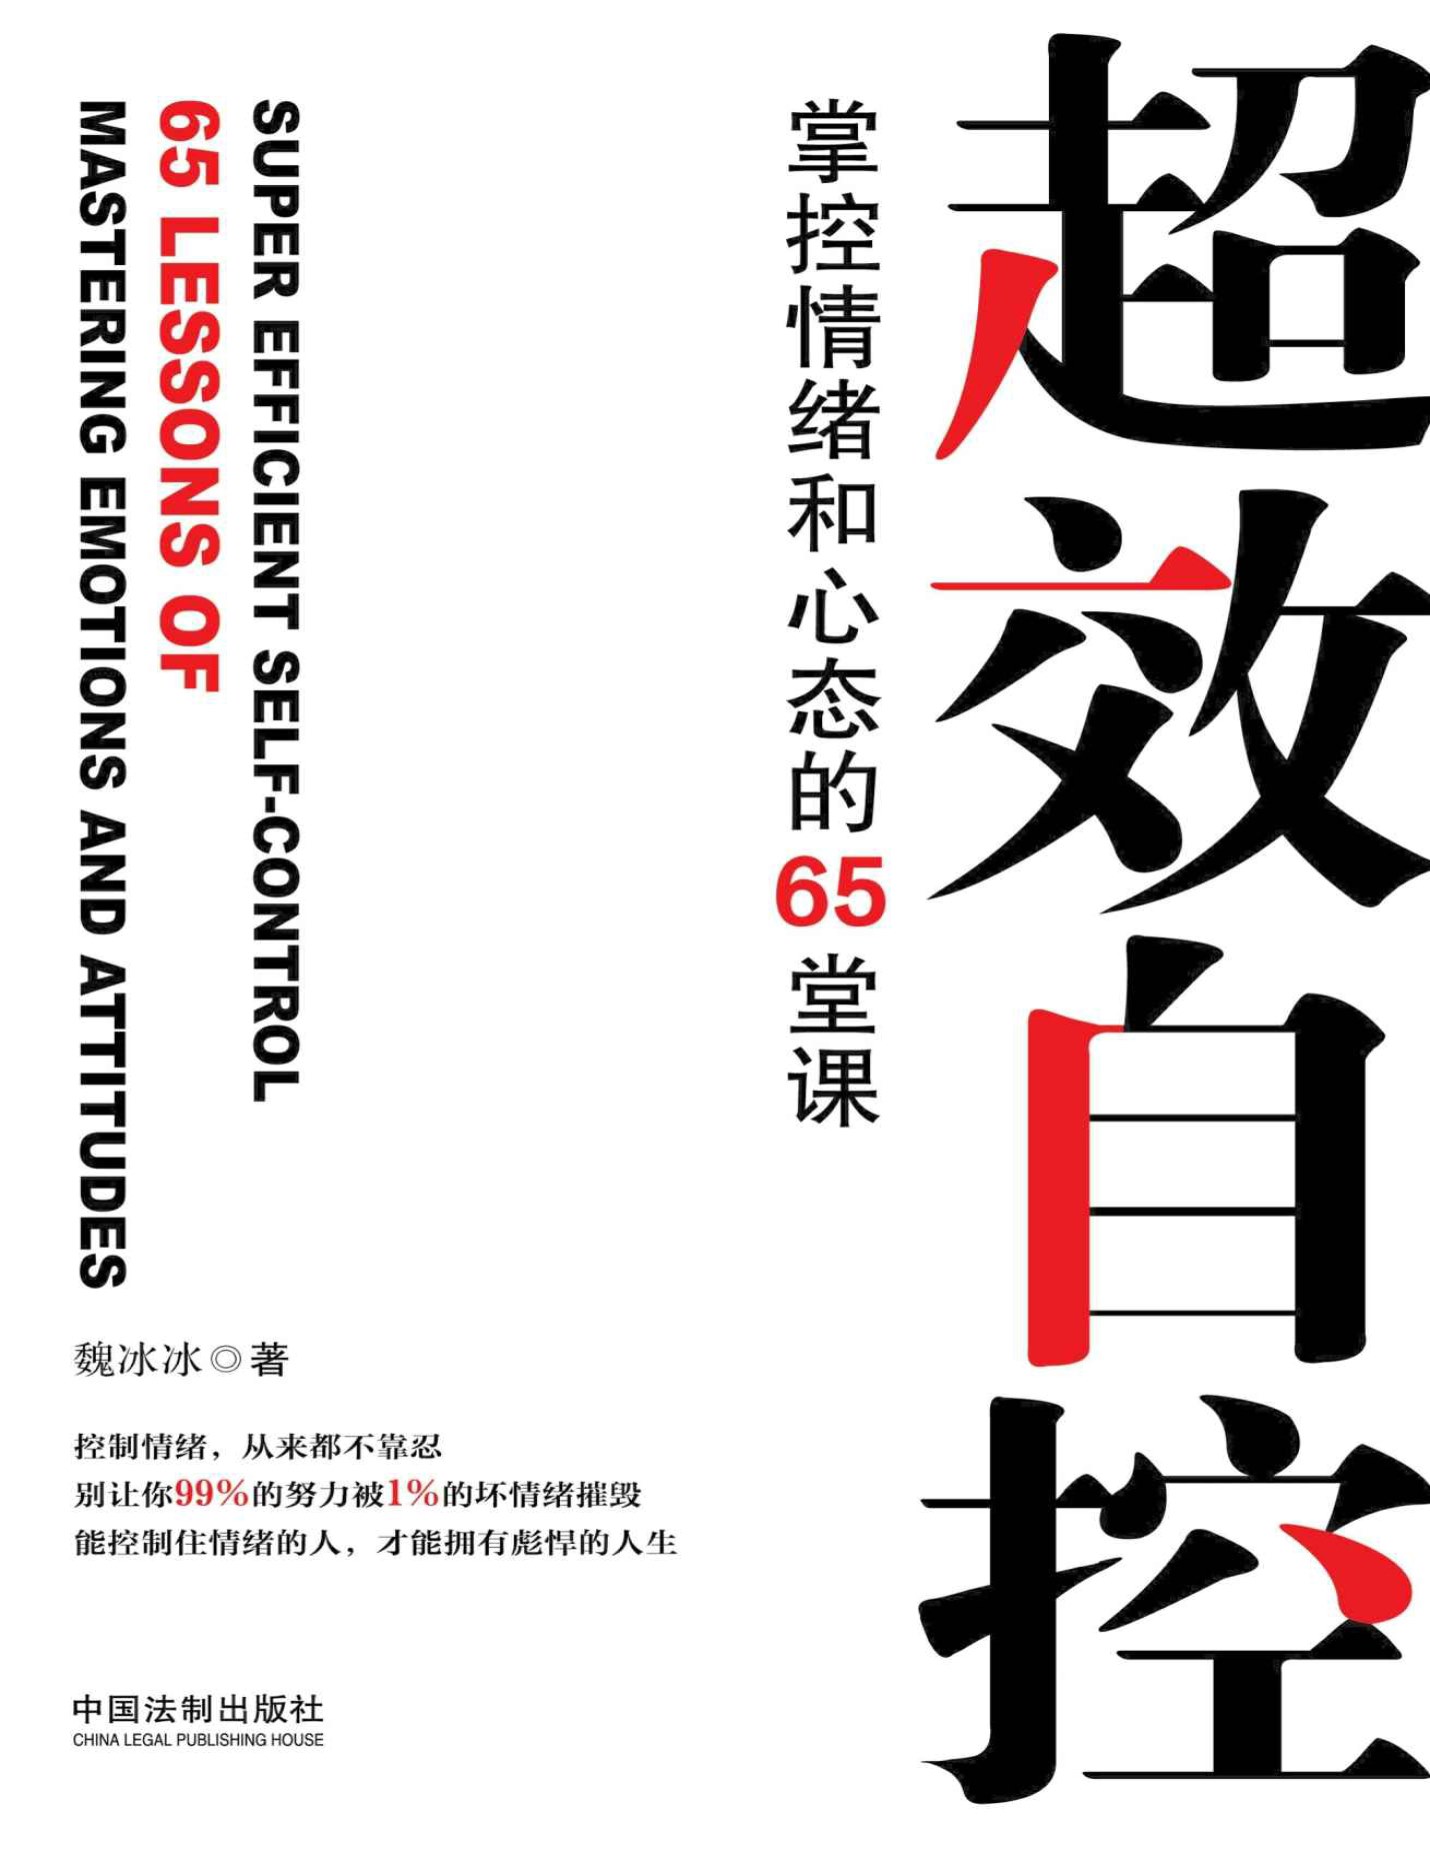 超效自控
掌控情绪和心态的65堂课
SUPER EFFICIENT SELF-CONTROL
65 LESSONS OF
MASTERING EMOTIONS AND ATTITUDES
魏冰冰◎著
控制情绪，从来都不靠忍
别让你99%的努力被1%的坏情绪摧毁
能控制住情绪的人，才能拥有彪悍的人生
中国法制出版社
CHINA LEGAL PUBLISHING HOUSE